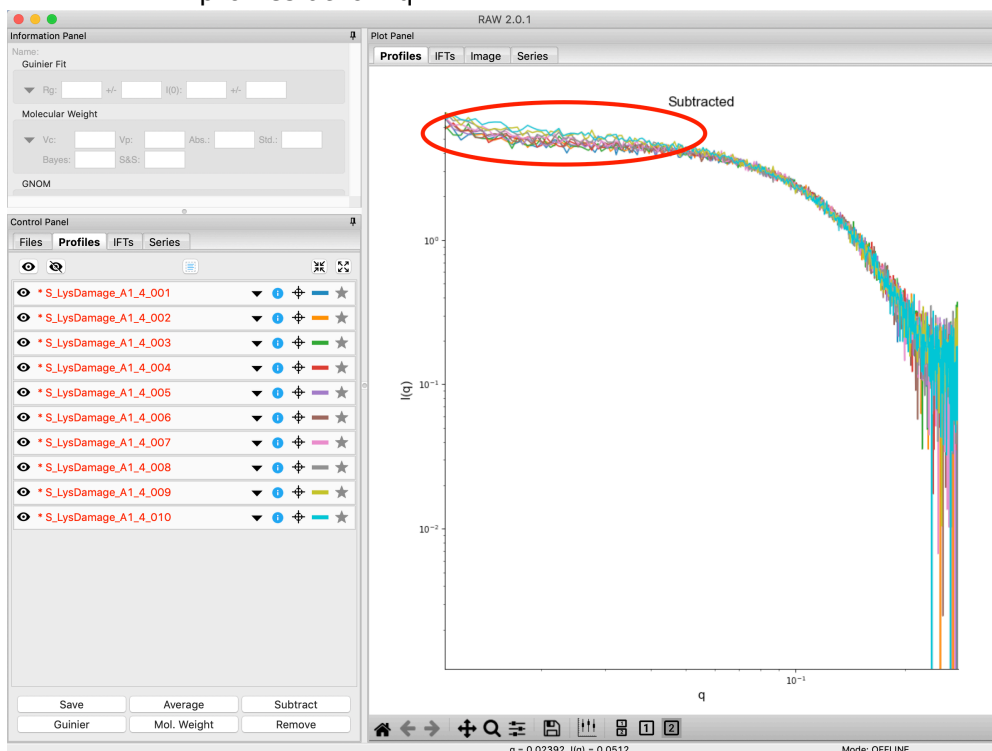 RAW 2.0.1
Information Panel
Name:
Guinier Fit
Rg: +/- I(0): +/-
Molecular Weight
Vc: Vp: Abs.: Std.:
Bayes: S&S:
GNOM
Control Panel
Files Profiles IFTs Series
* S_LysDamage_A1_4_001
* S_LysDamage_A1_4_002
* S_LysDamage_A1_4_003
* S_LysDamage_A1_4_004
* S_LysDamage_A1_4_005
* S_LysDamage_A1_4_006
* S_LysDamage_A1_4_007
* S_LysDamage_A1_4_008
* S_LysDamage_A1_4_009
* S_LysDamage_A1_4_010
Save Average Subtract
Guinier Mol. Weight Remove
Plot Panel
Profiles IFTs Image Series
Subtracted
I(q)
10⁰
10⁻¹
10⁻²
10⁻¹
q
1 2 1 2
q = 0.02392, I(q) = 0.0512
Mode: OFFLINE